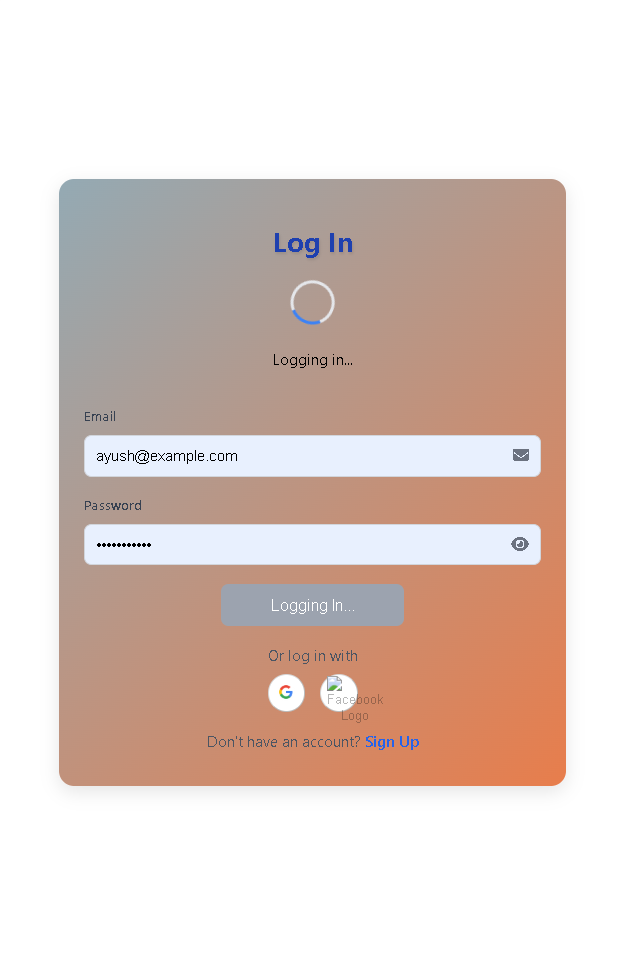 Log In
Logging in...
Email
ayush@example.com
Password
•••••••••••
Logging In...
Or log in with
G
Facebook
Logo
Don't have an account? Sign Up